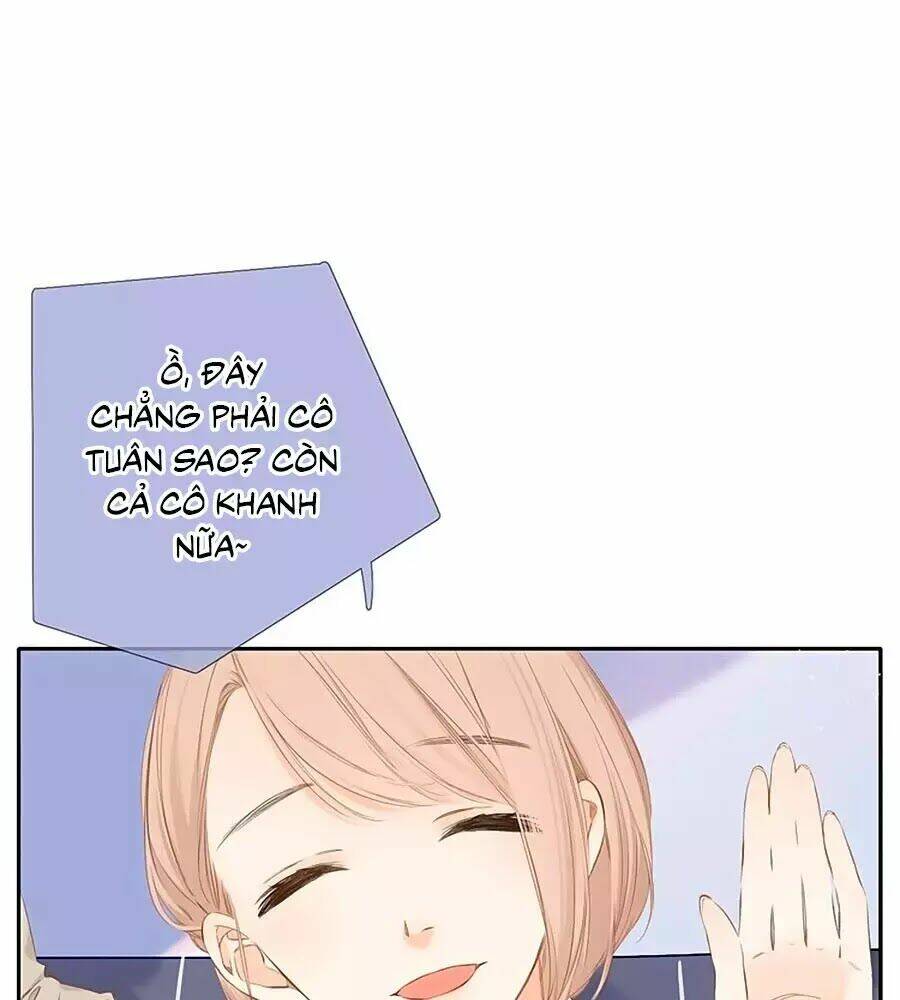 Ồ, ĐÂY
CHẲNG PHẢI CÔ
TUÂN SAO? CÒN
CẢ CÔ KHANH
NỮA~